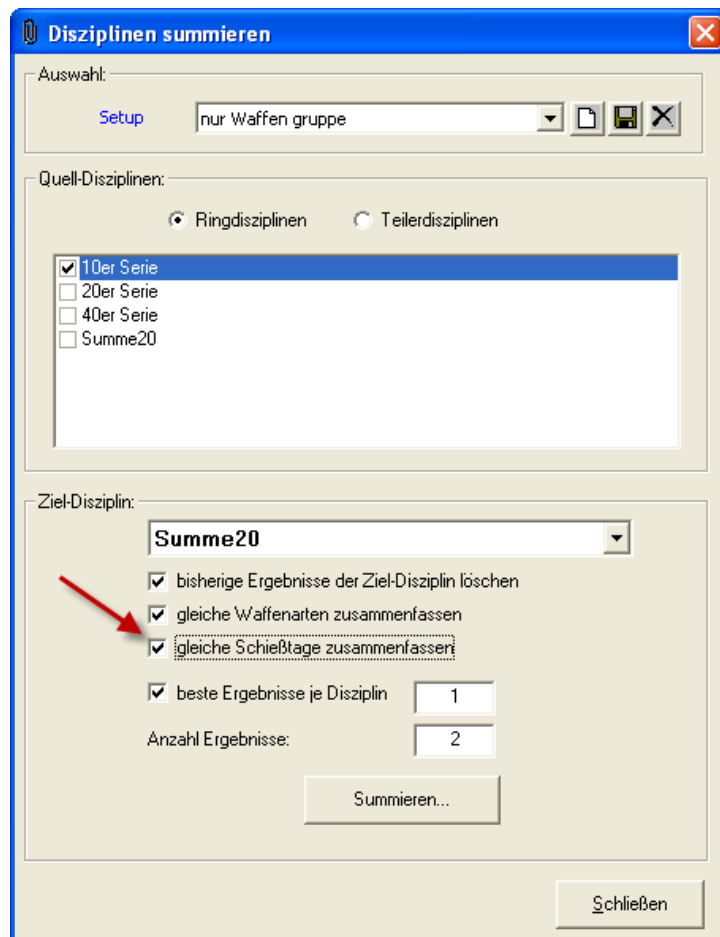 Disziplinen summieren
Auswahl:
Setup nur Waffen gruppe
Quell-Disziplinen:
Ringdisziplinen Teilerdisziplinen
10er Serie
20er Serie
40er Serie
Summe20
Ziel-Disziplin:
Summe20
bisherige Ergebnisse der Ziel-Disziplin löschen
gleiche Waffenarten zusammenfassen
gleiche Schießtage zusammenfassen
beste Ergebnisse je Disziplin 1
Anzahl Ergebnisse: 2
Summieren...
Schließen